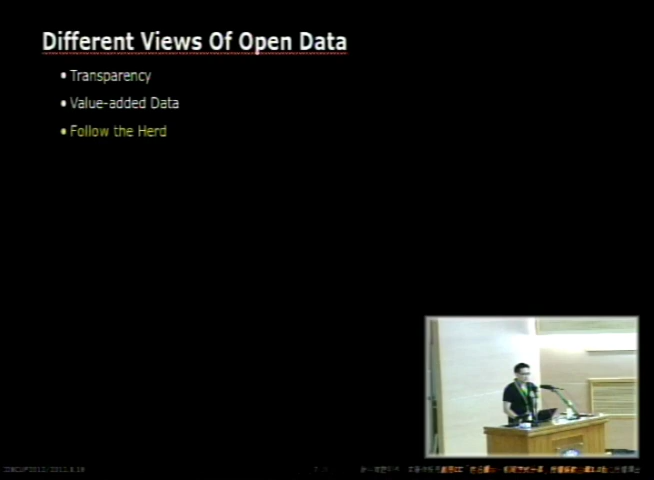 Different Views Of Open Data
• Transparency
• Value-added Data
• Follow the Herd